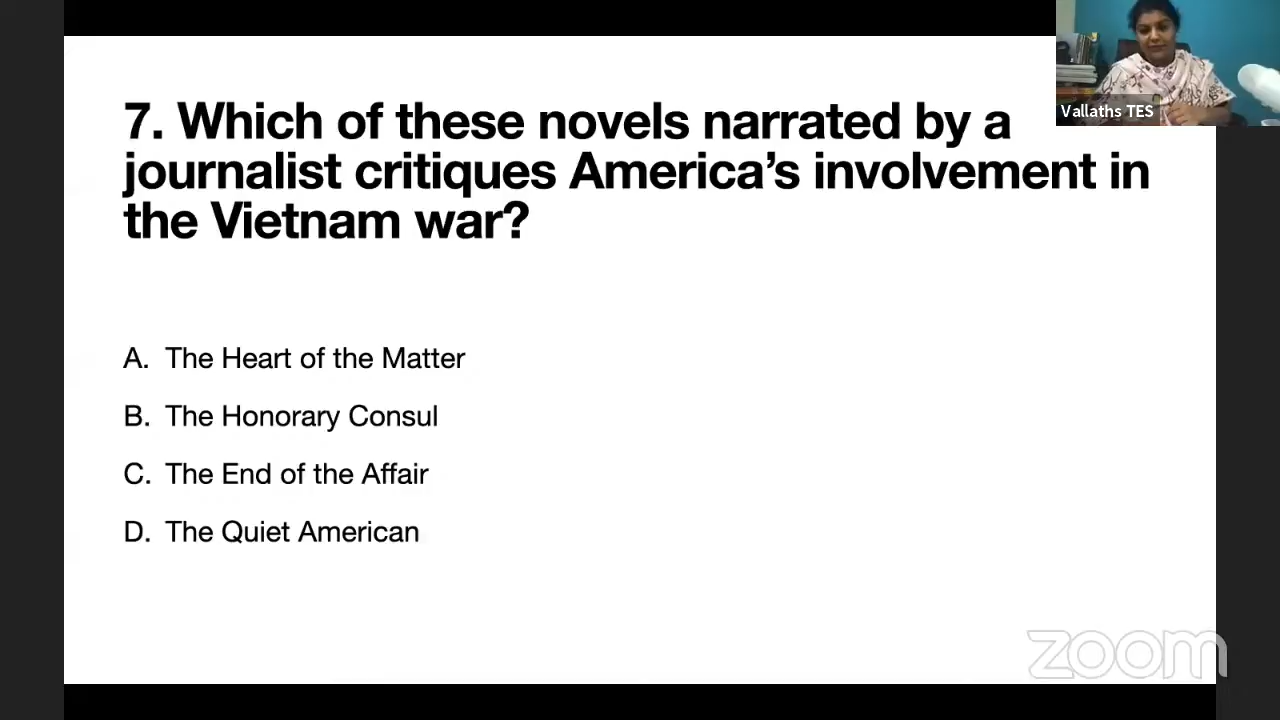 7. Which of these novels narrated by a
journalist critiques America’s involvement in
the Vietnam war?
A. The Heart of the Matter
B. The Honorary Consul
C. The End of the Affair
D. The Quiet American
Vallaths TES
zoom